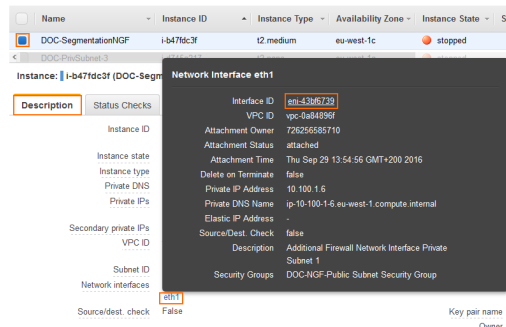 Name Instance ID Instance Type Availability Zone Instance State S
DOC-SegmentationNGF i-b47fdc3f t2.medium eu-west-1c stopped
DOC-PrivSubnet-3
Instance: i-b47fdc3f (DOC-Segm
Network Interface eth1
Description Status Checks
Interface ID eni-43bf6739
VPC ID vpc-0a84896f
Attachment Owner 726256585710
Attachment Status attached
Attachment Time Thu Sep 29 13:54:56 GMT+200 2016
Delete on Terminate false
Private IP Address 10.100.1.6
Private DNS Name ip-10-100-1-6.eu-west-1.compute.internal
Elastic IP Address -
Source/Dest. Check false
Description Additional Firewall Network Interface Private
Subnet 1
Security Groups DOC-NGF-Public Subnet Security Group
Instance ID
Instance state
Instance type
Private DNS
Private IPs
Secondary private IPs
VPC ID
Subnet ID
Network interfaces
eth1
Source/dest. check False Key pair name
Owner